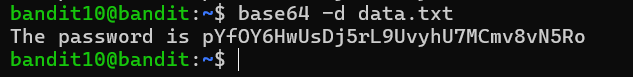 bandit10@bandit:~$ base64 -d data.txt
The password is pYfOY6HwUsDj5rL9UvyhU7MCmv8vN5Ro
bandit10@bandit:~$